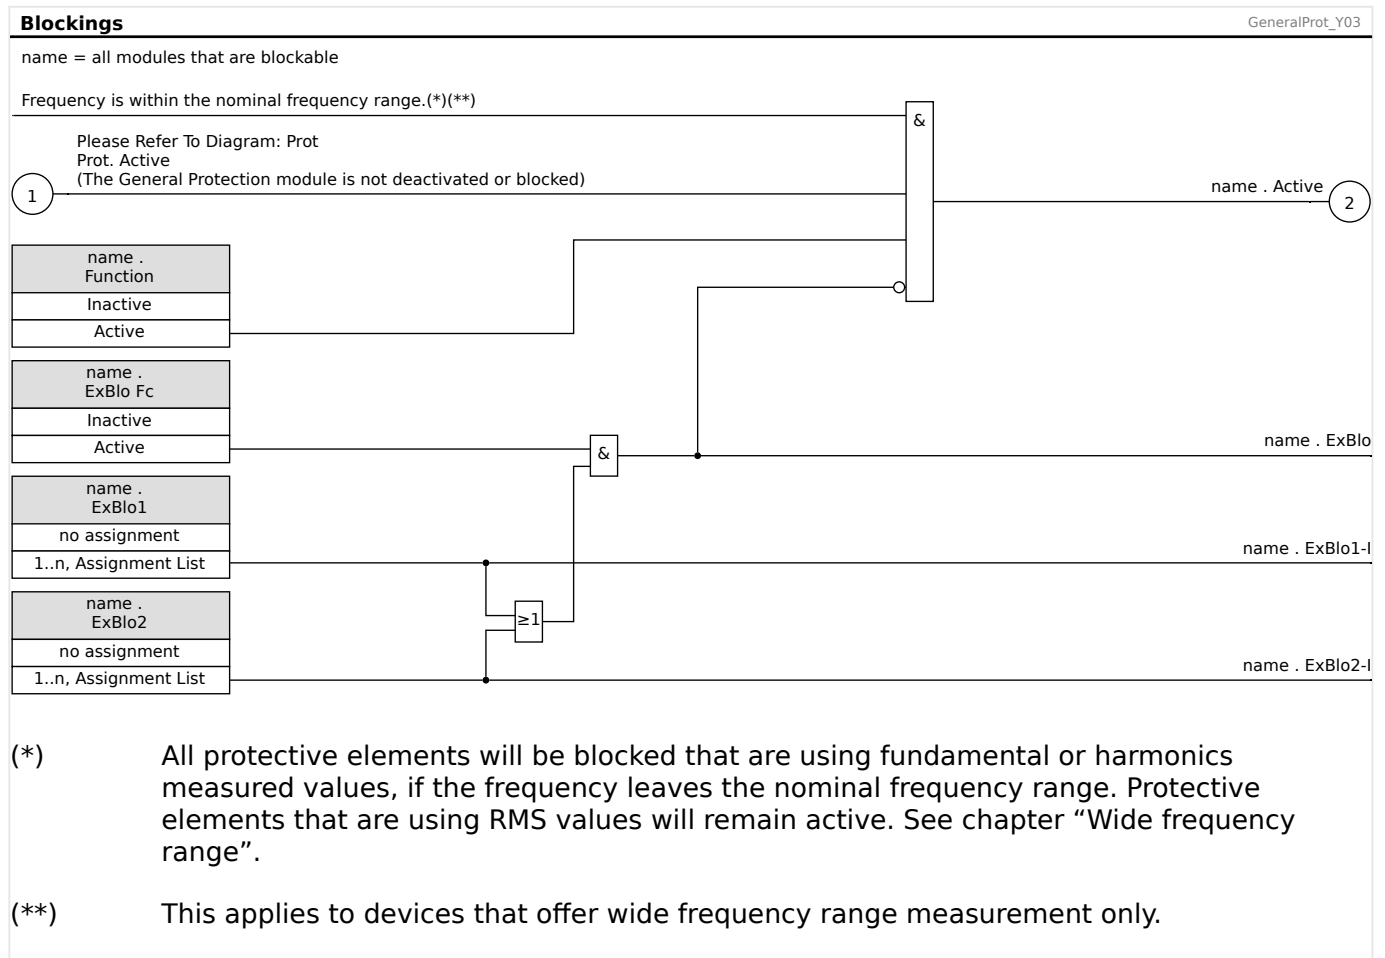 Blockings
GeneralProt_Y03
name = all modules that are blockable
Frequency is within the nominal frequency range.(*)(**)
&
Please Refer To Diagram: Prot
Prot. Active
(The General Protection module is not deactivated or blocked)
1
name . Active
2
name .
Function
Inactive
Active
name .
ExBlo Fc
Inactive
Active
&
name . ExBlo
name .
ExBlo1
no assignment
1..n, Assignment List
name . ExBlo1-I
name .
ExBlo2
≥1
no assignment
1..n, Assignment List
name . ExBlo2-I
(*) All protective elements will be blocked that are using fundamental or harmonics
measured values, if the frequency leaves the nominal frequency range. Protective
elements that are using RMS values will remain active. See chapter “Wide frequency
range”.
(**) This applies to devices that offer wide frequency range measurement only.